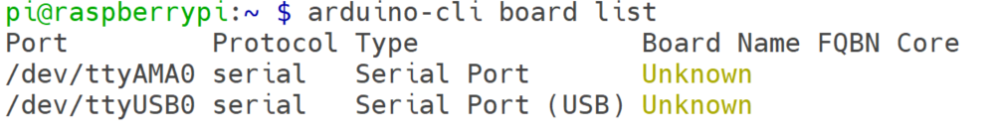 pi@raspberrypi:~ $ arduino-cli board list
Port         Protocol Type              Board Name FQBN Core
/dev/ttyAMA0 serial   Serial Port       Unknown
/dev/ttyUSB0 serial   Serial Port (USB) Unknown